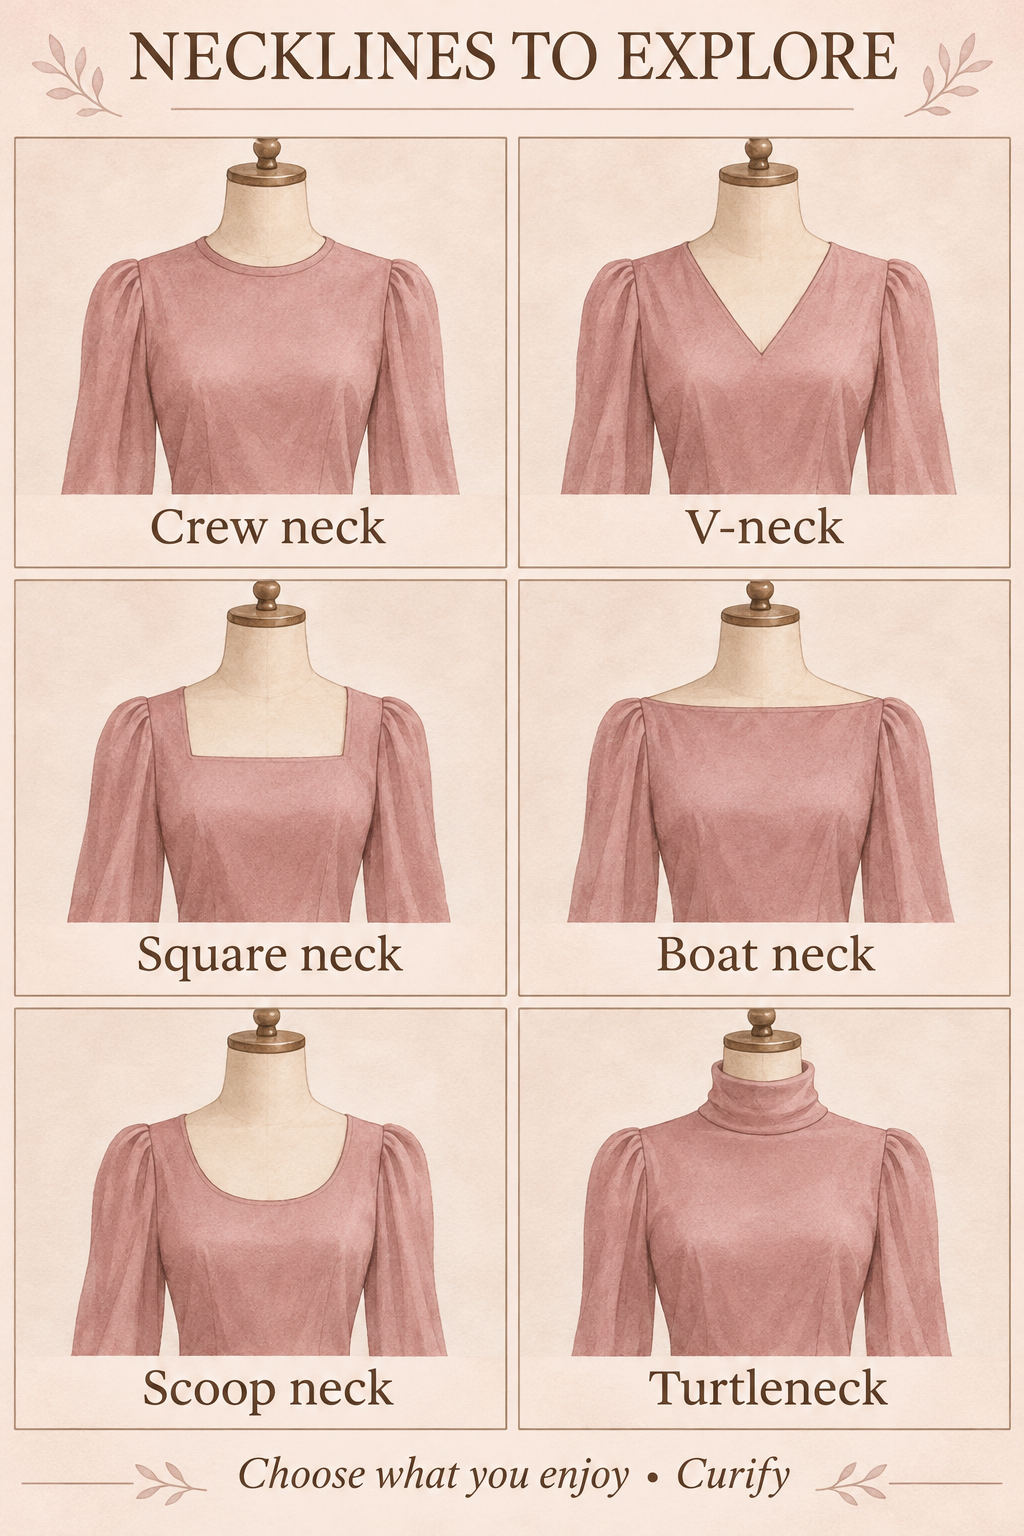 NECKLINES TO EXPLORE
Crew neck
V-neck
Square neck
Boat neck
Scoop neck
Turtleneck
Choose what you enjoy • Curify